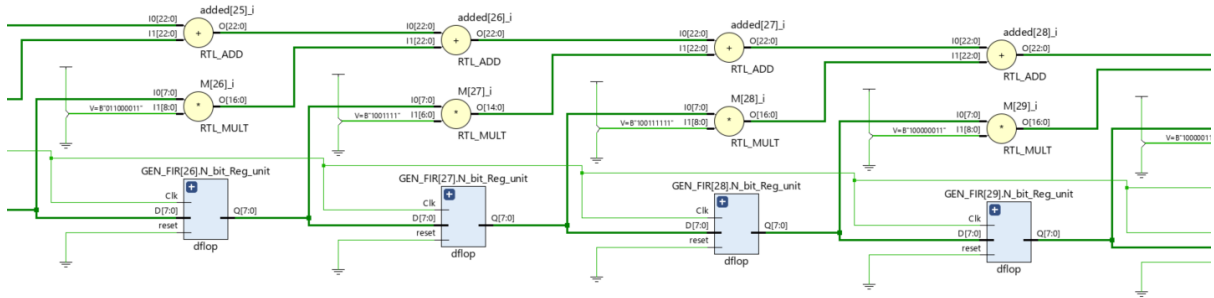 added[25]_i
I0[22:0]
I1[22:0]
O[22:0]
+
RTL_ADD
M[26]_i
I0[7:0]
V=B"011000011"
I1[8:0]
O[16:0]
*
RTL_MULT
GEN_FIR[26].N_bit_Reg_unit
Clk
D[7:0]
reset
Q[7:0]
dflop
added[26]_i
I0[22:0]
I1[22:0]
O[22:0]
+
RTL_ADD
M[27]_i
I0[7:0]
V=B"1001111"
I1[6:0]
O[14:0]
*
RTL_MULT
GEN_FIR[27].N_bit_Reg_unit
Clk
D[7:0]
reset
Q[7:0]
dflop
added[27]_i
I0[22:0]
I1[22:0]
O[22:0]
+
RTL_ADD
M[28]_i
I0[7:0]
V=B"100111111"
I1[8:0]
O[16:0]
*
RTL_MULT
GEN_FIR[28].N_bit_Reg_unit
Clk
D[7:0]
reset
Q[7:0]
dflop
added[28]_i
I0[22:0]
I1[22:0]
O[22:0]
+
RTL_ADD
M[29]_i
I0[7:0]
V=B"100000011"
I1[8:0]
O[16:0]
*
RTL_MULT
GEN_FIR[29].N_bit_Reg_unit
Clk
D[7:0]
reset
Q[7:0]
dflop